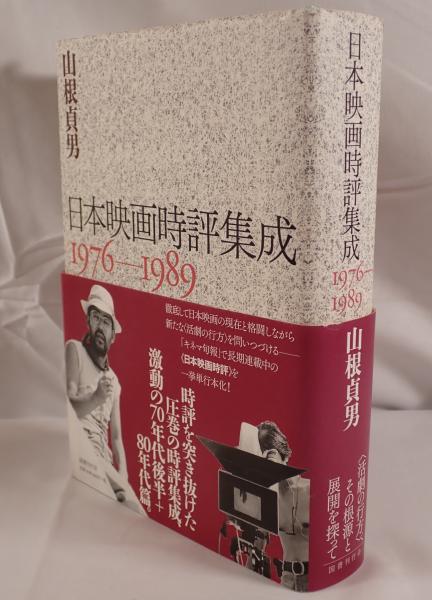 山根貞男
日本映画時評集成
1976—1989
徹底して日本映画の現在と格闘しながら
新たな〈活劇の行方〉を問いつづける——
「キネマ旬報」で長期連載中の
〈日本映画時評〉を
一挙単行本化!
時評を突き抜けた
圧巻の時評集成、
激動の70年代後半+
80年代篇。
日本映画時評集成
1976—
1989
山根貞男
〈活劇の行方〉、
その根源と
展開を探って
国書刊行会